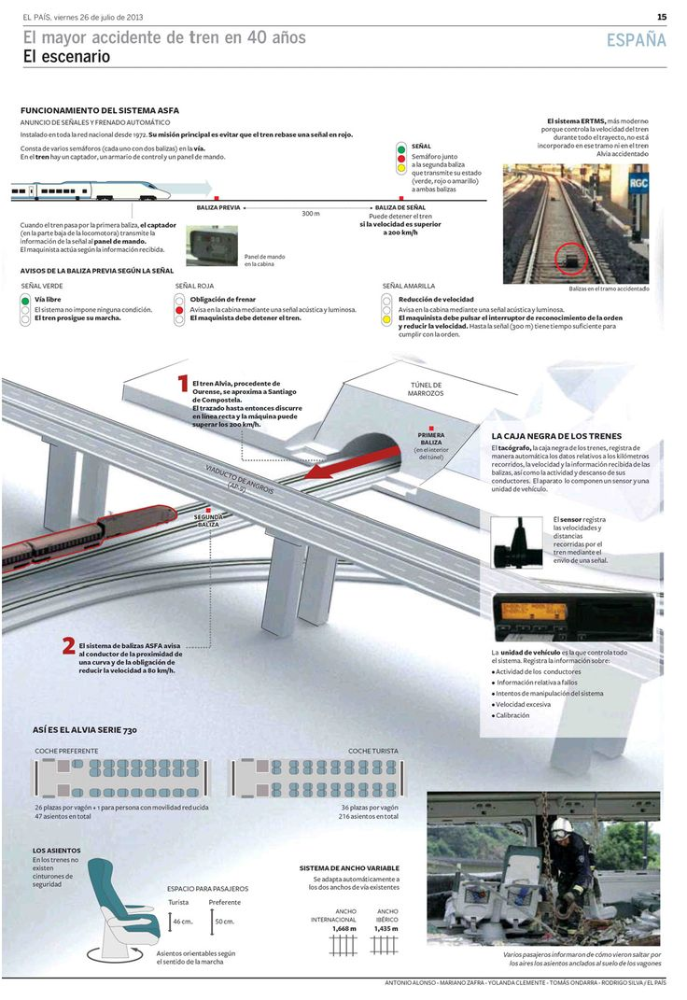 EL PAÍS, viernes 26 de julio de 2013
15
El mayor accidente de tren en 40 años
ESPAÑA
El escenario
FUNCIONAMIENTO DEL SISTEMA ASFA
ANUNCIO DE SEÑALES Y FRENADO AUTOMÁTICO
Instalado en toda la red nacional desde 1972. Su misión principal es evitar que el tren rebase una señal en rojo.
Consta de varios semáforos (cada uno con dos balizas) en la vía.
En el tren hay un captador, un armario de control y un panel de mando.
SEÑAL
Semáforo junto
a la segunda baliza
que transmite su estado
(verde, rojo o amarillo)
a ambas balizas
El sistema ERTMS, más moderno
porque controla la velocidad del tren
durante todo el trayecto, no está
incorporado en ese tramo ni en el tren
Alvia accidentado
RGC
BALIZA PREVIA
300 m
BALIZA DE SEÑAL
Puede detener el tren
si la velocidad es superior
a 200 km/h
Cuando el tren pasa por la primera baliza, el captador
(en la parte baja de la locomotora) transmite la
información de la señal al panel de mando.
El maquinista actúa según la información recibida.
Panel de mando
en la cabina
Balizas en el tramo accidentado
AVISOS DE LA BALIZA PREVIA SEGÚN LA SEÑAL
SEÑAL VERDE
Vía libre
El sistema no impone ninguna condición.
El tren prosigue su marcha.
SEÑAL ROJA
Obligación de frenar
Avisa en la cabina mediante una señal acústica y luminosa.
El maquinista debe detener el tren.
SEÑAL AMARILLA
Reducción de velocidad
Avisa en la cabina mediante una señal acústica y luminosa.
El maquinista debe pulsar el interruptor de reconocimiento de la orden
y reducir la velocidad. Hasta la señal (300 m) tiene tiempo suficiente para
cumplir con la orden.
1
El tren Alvia, procedente de
Ourense, se aproxima a Santiago
de Compostela.
El trazado hasta entonces discurre
en línea recta y la máquina puede
superar los 200 km/h.
TÚNEL DE
MARROZOS
PRIMERA
BALIZA
(en el interior
del túnel)
VIADUCTO DE ANGROIS
(AP-9)
SEGUNDA
BALIZA
2
El sistema de balizas ASFA avisa
al conductor de la proximidad de
una curva y de la obligación de
reducir la velocidad a 80 km/h.
LA CAJA NEGRA DE LOS TRENES
El tacógrafo, la caja negra de los trenes, registra de
manera automática los datos relativos a los kilómetros
recorridos, la velocidad y la información recibida de las
balizas, así como la actividad y descanso de sus
conductores. El aparato lo componen un sensor y una
unidad de vehículo.
El sensor registra
las velocidades y
distancias
recorridas por el
tren mediante el
envío de una señal.
La unidad de vehículo es la que controla todo
el sistema. Registra la información sobre:
• Actividad de los conductores
• Información relativa a fallos
• Intentos de manipulación del sistema
• Velocidad excesiva
• Calibración
ASÍ ES EL ALVIA SERIE 730
COCHE PREFERENTE
26 plazas por vagón + 1 para persona con movilidad reducida
47 asientos en total
COCHE TURISTA
36 plazas por vagón
216 asientos en total
LOS ASIENTOS
En los trenes no
existen
cinturones de
seguridad
ESPACIO PARA PASAJEROS
Turista
Preferente
46 cm.
50 cm.
Asientos orientables según
el sentido de la marcha
SISTEMA DE ANCHO VARIABLE
Se adapta automáticamente a
los dos anchos de vía existentes
ANCHO
INTERNACIONAL
1,668 m
ANCHO
IBÉRICO
1,435 m
Varios pasajeros informaron de cómo vieron saltar por
los aires los asientos anclados al suelo de los vagones
ANTONIO ALONSO - MARIANO ZAFRA - YOLANDA CLEMENTE - TOMÁS ONDARRA - RODRIGO SILVA / EL PAÍS